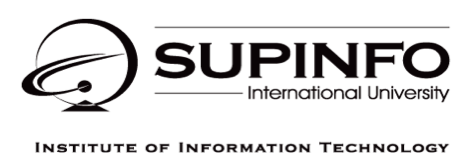 SUPINFO
International University
INSTITUTE OF INFORMATION TECHNOLOGY